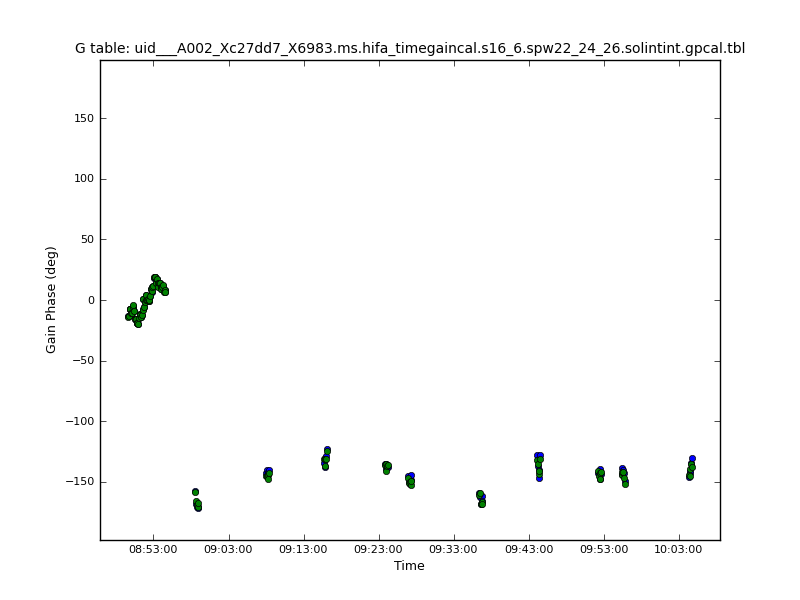 G table: uid___A002_Xc27dd7_X6983.ms.hifa_timegaincal.s16_6.spw22_24_26.solintint.gpcal.tbl
150
100
50
0
−50
−100
−150
Gain Phase (deg)
08:53:00 09:03:00 09:13:00 09:23:00 09:33:00 09:43:00 09:53:00 10:03:00
Time